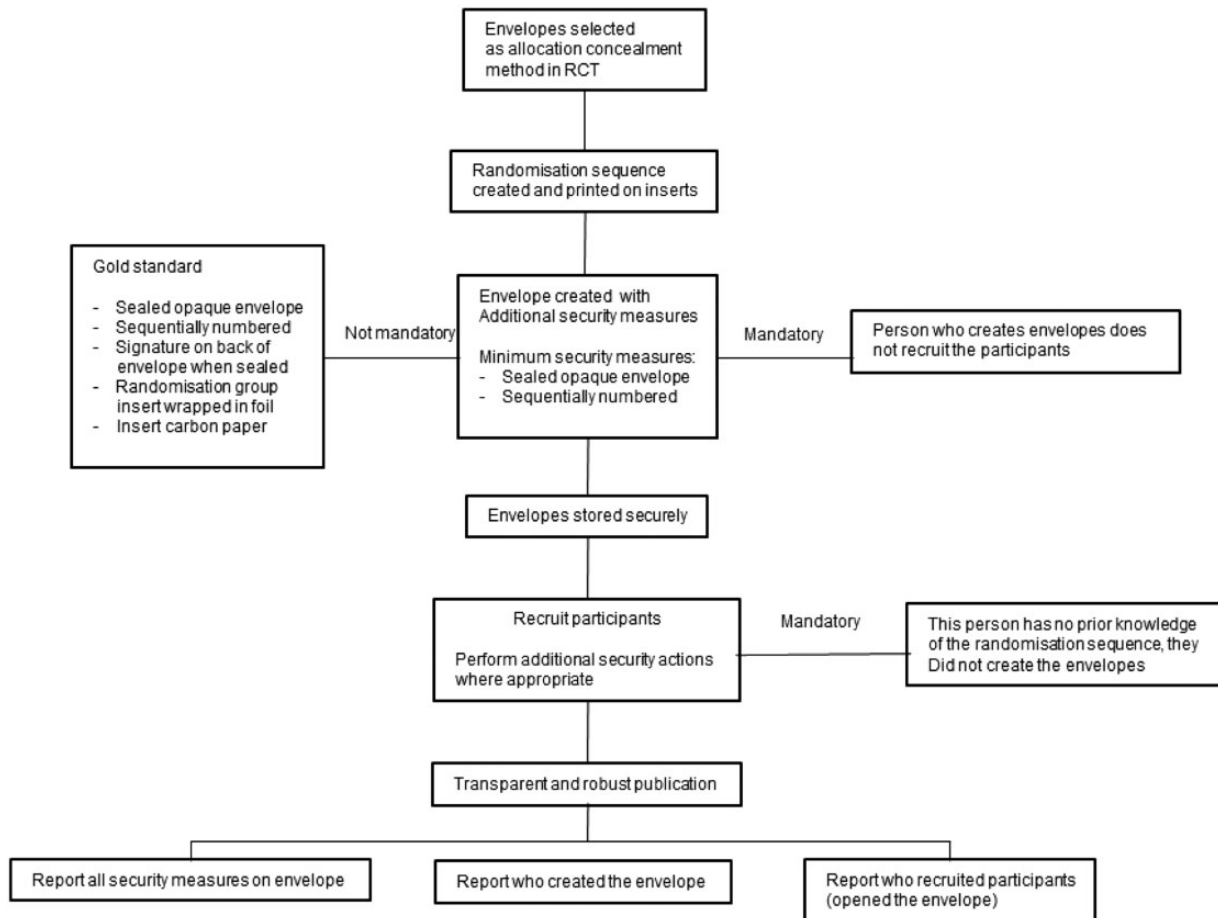 Envelopes selected
as allocation concealment
method in RCT
Randomisation sequence
created and printed on inserts
Gold standard
- Sealed opaque envelope
- Sequentially numbered
- Signature on back of
envelope when sealed
- Randomisation group
insert wrapped in foil
- Insert carbon paper
Not mandatory
Envelope created with
Additional security measures
Minimum security measures:
- Sealed opaque envelope
- Sequentially numbered
Mandatory
Person who creates envelopes does
not recruit the participants
Envelopes stored securely
Recruit participants
Perform additional security actions
where appropriate
Mandatory
This person has no prior knowledge
of the randomisation sequence, they
Did not create the envelopes
Transparent and robust publication
Report all security measures on envelope
Report who created the envelope
Report who recruited participants
(opened the envelope)